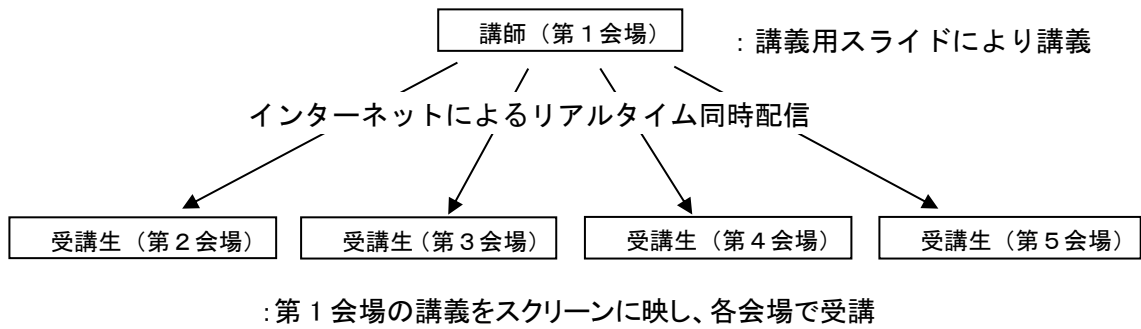 講師（第１会場）
：講義用スライドにより講義
インターネットによるリアルタイム同時配信
受講生（第２会場）
受講生（第３会場）
受講生（第４会場）
受講生（第５会場）
：第１会場の講義をスクリーンに映し、各会場で受講